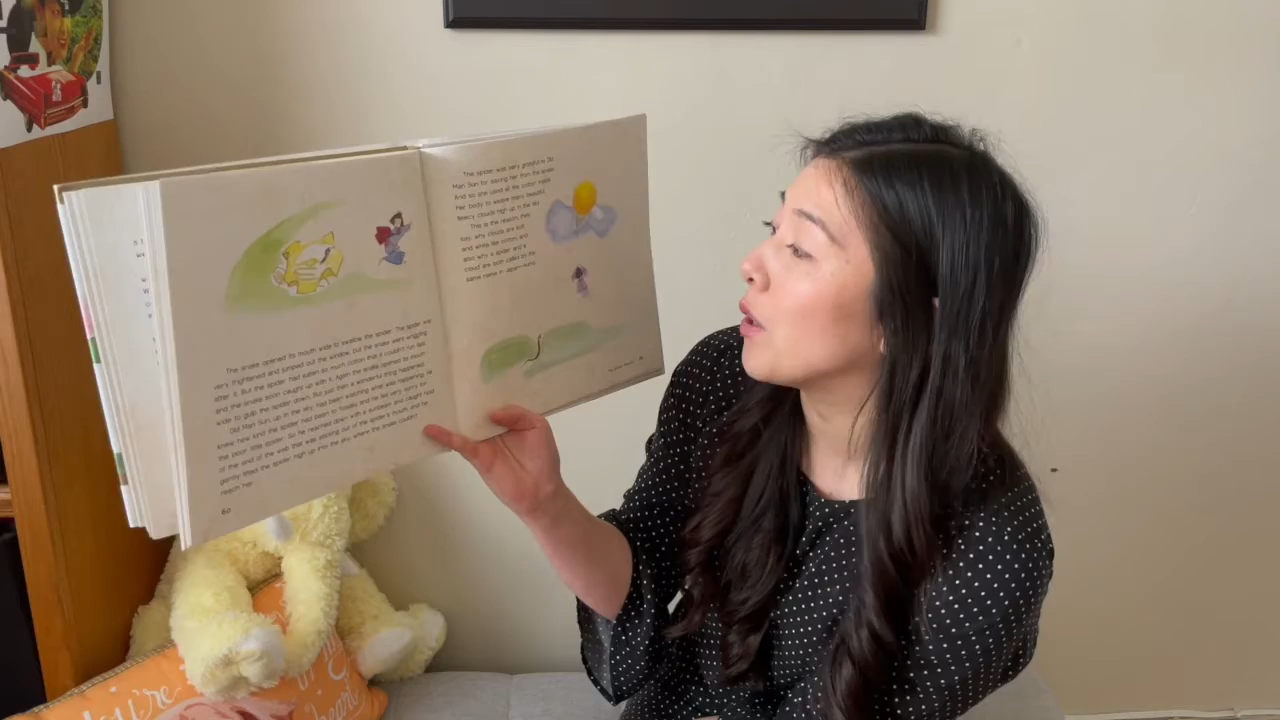 The snake opened its mouth wide to swallow the spider. The spider was
very frightened and jumped out the window, but the snake went wriggling
after it. But the spider had eaten so much cotton that it couldn't run fast,
and the snake soon caught up with it. Again the snake opened its mouth
wide to gulp the spider down. But just then a wonderful thing happened.
Old Man Sun, up in the sky, had been watching what was happening. He
knew how kind the spider had been to Yosaku and he felt very sorry for
the poor little spider. So he reached down with a sunbeam and caught hold
of the end of the web that was sticking out of the spider's mouth, and he
gently lifted the spider high up into the sky, where the snake couldn't
reach her.
60
The spider was very grateful to Old
Man Sun for saving her from the snake.
And so she used all the cotton inside
her body to weave many beautiful
fleecy clouds high up in the sky.
This is the reason, they
say, why clouds are soft
and white like cotton, and
also why a spider and a
cloud are both called by the
same name in Japan—kumo.
you're
in my
heart